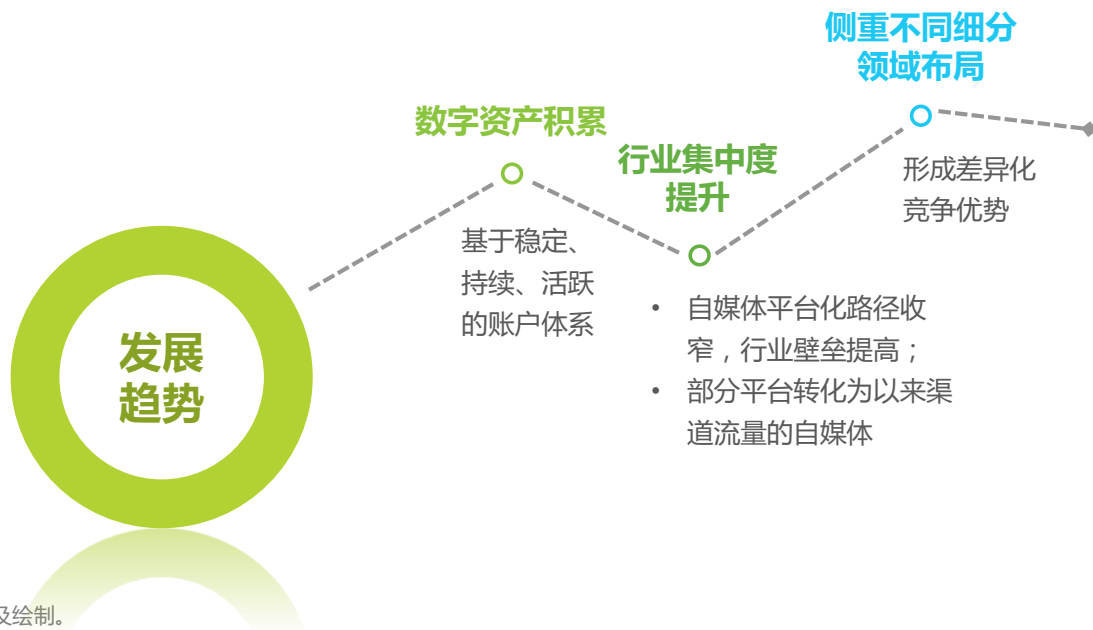 侧重不同细分
领域布局
数字资产积累
行业集中度
提升
形成差异化
竞争优势
基于稳定、
持续、活跃
的账户体系
• 自媒体平台化路径收
窄，行业壁垒提高；
• 部分平台转化为以来渠
道流量的自媒体
发展
趋势
及绘制。